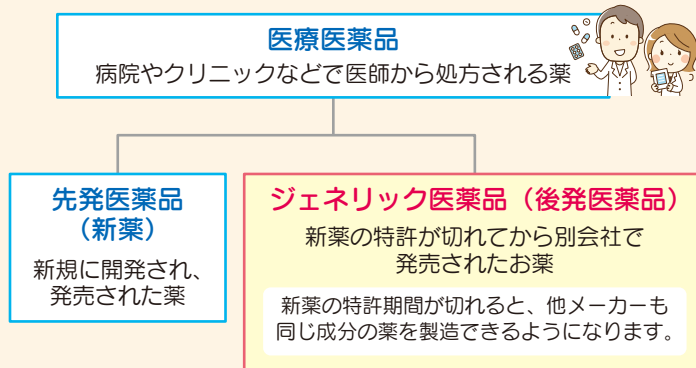 医療医薬品
病院やクリニックなどで医師から処方される薬
先発医薬品
（新薬）
新規に開発され、
発売された薬
ジェネリック医薬品（後発医薬品）
新薬の特許が切れてから別会社で
発売されたお薬
新薬の特許期間が切れると、他メーカーも
同じ成分の薬を製造できるようになります。